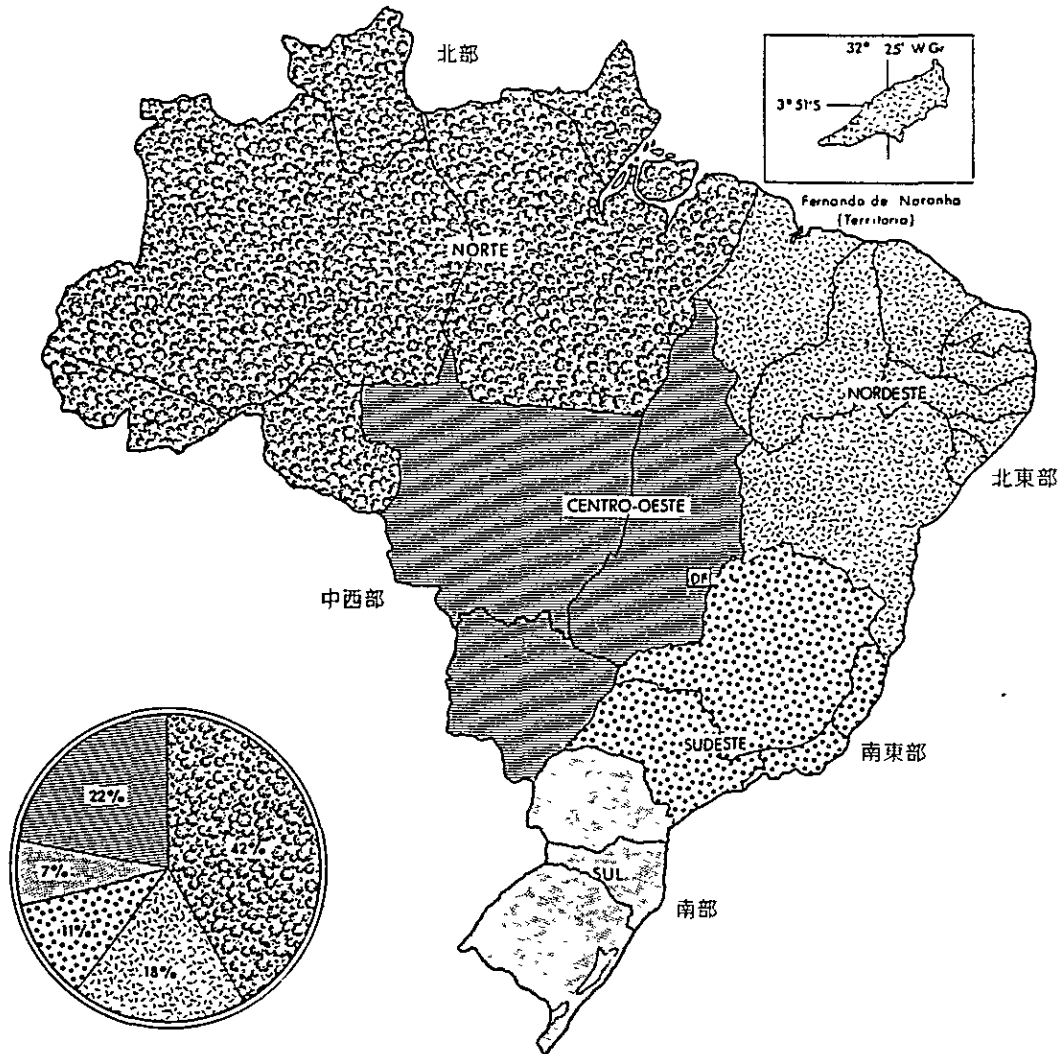 北部
32° 25' W Gr
3° 51'S
Fernando de Noronha
(Território)
NORTE
NORDESTE
北東部
CENTRO-OESTE
DF
中西部
SUDESTE
南東部
SUL
南部
22%
42%
7%
11%
18%